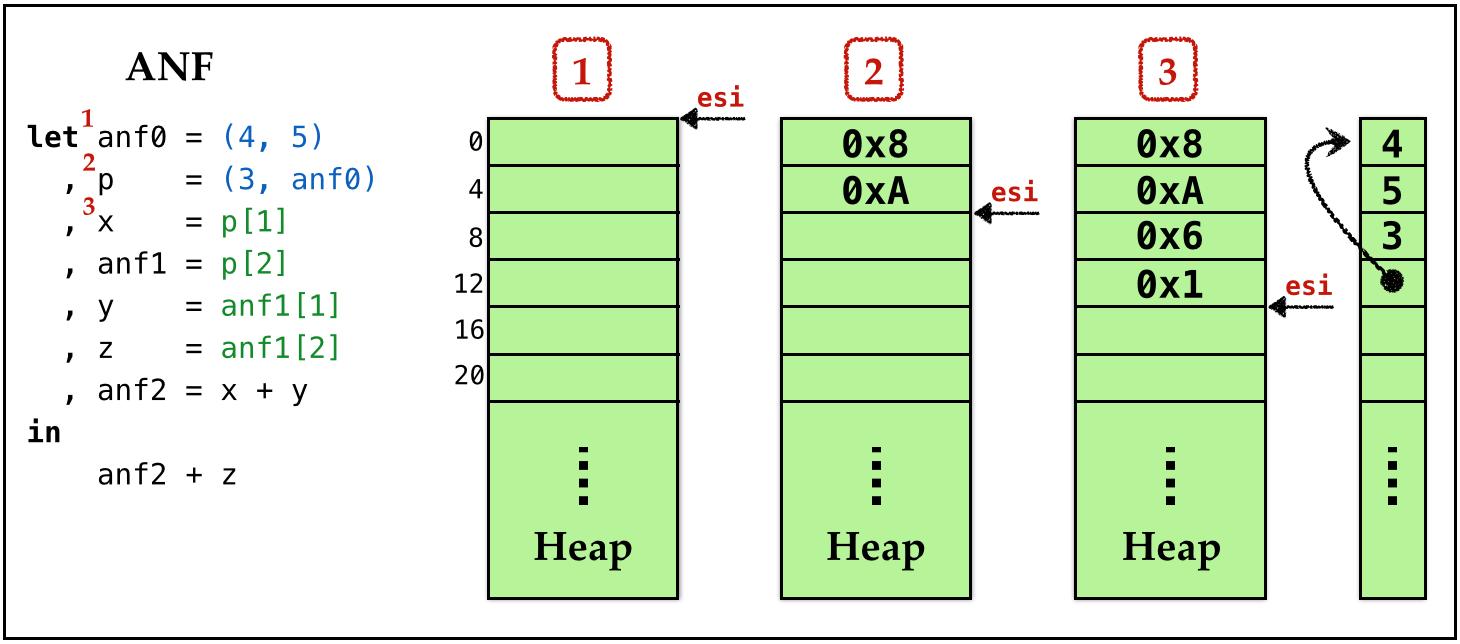 ANF
let 1 anf0 = (4, 5)
, 2 p = (3, anf0)
, 3 x = p[1]
, anf1 = p[2]
, y = anf1[1]
, z = anf1[2]
, anf2 = x + y
in
anf2 + z
1
esi
0
4
8
12
16
20
Heap
2
0x8
0xA
esi
Heap
3
0x8
0xA
0x6
0x1
esi
Heap
4
5
3